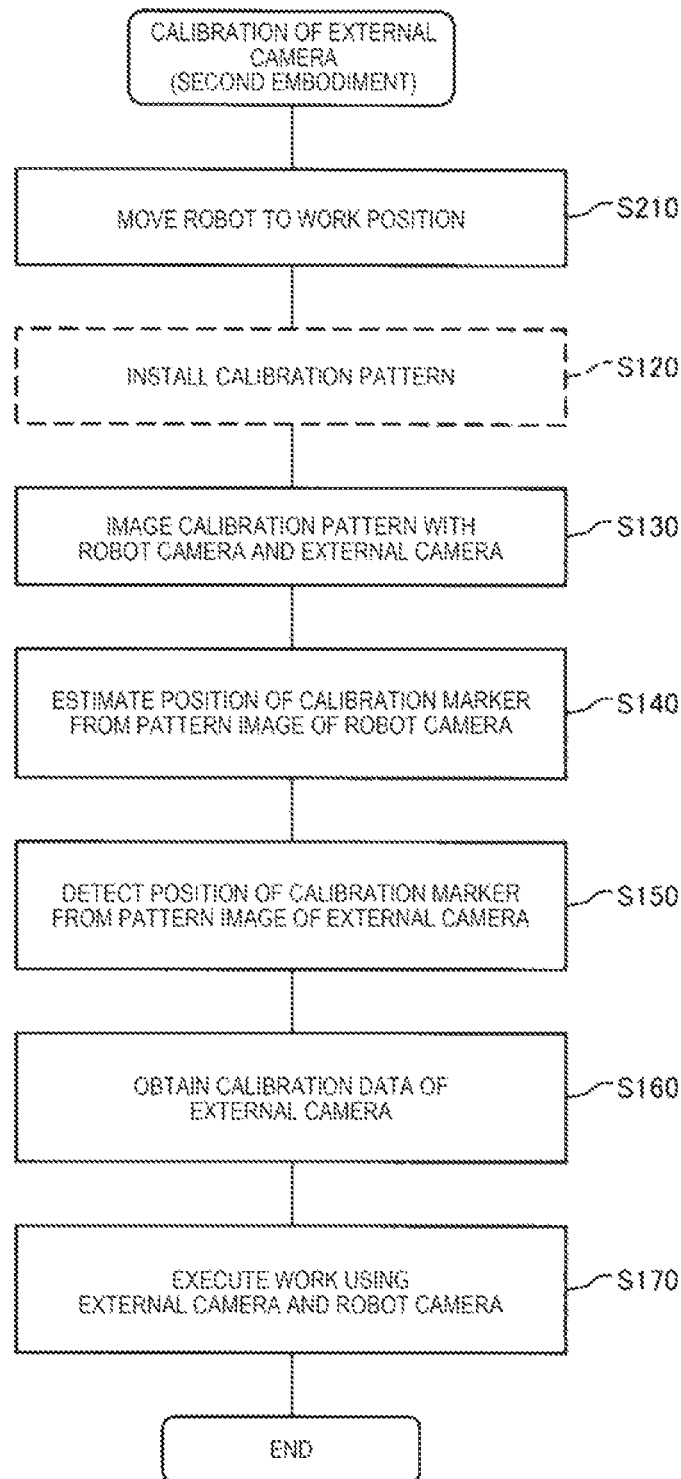 CALIBRATION OF EXTERNAL
CAMERA
(SECOND EMBODIMENT)
MOVE ROBOT TO WORK POSITION
S210
INSTALL CALIBRATION PATTERN
S120
IMAGE CALIBRATION PATTERN WITH
ROBOT CAMERA AND EXTERNAL CAMERA
S130
ESTIMATE POSITION OF CALIBRATION MARKER
FROM PATTERN IMAGE OF ROBOT CAMERA
S140
DETECT POSITION OF CALIBRATION MARKER
FROM PATTERN IMAGE OF EXTERNAL CAMERA
S150
OBTAIN CALIBRATION DATA OF
EXTERNAL CAMERA
S160
EXECUTE WORK USING
EXTERNAL CAMERA AND ROBOT CAMERA
S170
END